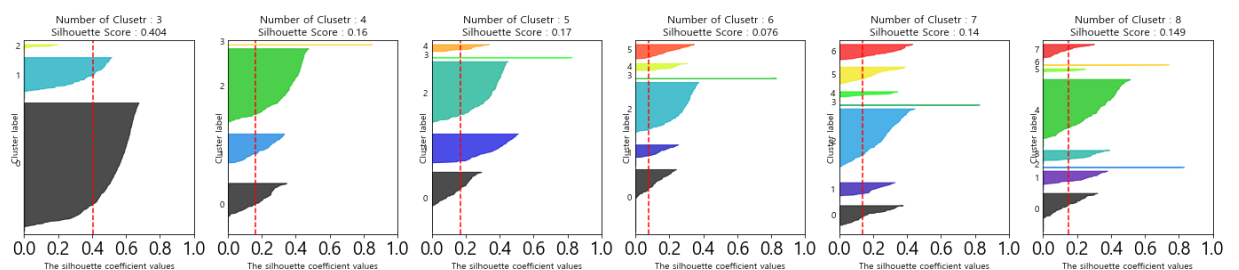 Number of Clusetr : 3
Silhouette Score : 0.404
2
1
0
Cluster label
0.0 0.2 0.4 0.6 0.8 1.0
The silhouette coefficient values
Number of Clusetr : 4
Silhouette Score : 0.16
3
2
0
Cluster label
0.0 0.2 0.4 0.6 0.8 1.0
The silhouette coefficient values
Number of Clusetr : 5
Silhouette Score : 0.17
4
3
2
0
Cluster label
0.0 0.2 0.4 0.6 0.8 1.0
The silhouette coefficient values
Number of Clusetr : 6
Silhouette Score : 0.076
5
4
3
2
1
0
Cluster label
0.0 0.2 0.4 0.6 0.8 1.0
The silhouette coefficient values
Number of Clusetr : 7
Silhouette Score : 0.14
6
5
4
3
2
1
0
Cluster label
0.0 0.2 0.4 0.6 0.8 1.0
The silhouette coefficient values
Number of Clusetr : 8
Silhouette Score : 0.149
7
6
5
4
2
1
0
Cluster label
0.0 0.2 0.4 0.6 0.8 1.0
The silhouette coefficient values